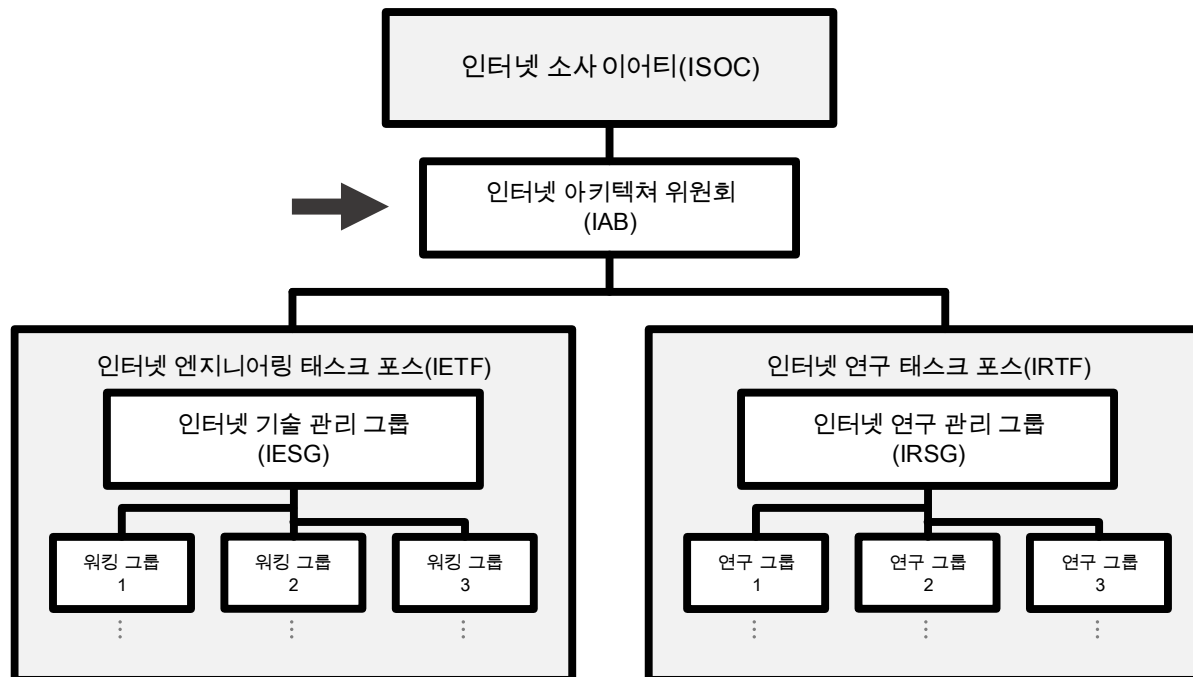 인터넷 소사이어티(ISOC)
인터넷 아키텍쳐 위원회
(IAB)
인터넷 엔지니어링 태스크 포스(IETF)
인터넷 기술 관리 그룹
(IESG)
워킹 그룹
1
워킹 그룹
2
워킹 그룹
3
⋮
⋮
⋮
인터넷 연구 태스크 포스(IRTF)
인터넷 연구 관리 그룹
(IRSG)
연구 그룹
1
연구 그룹
2
연구 그룹
3
⋮
⋮
⋮